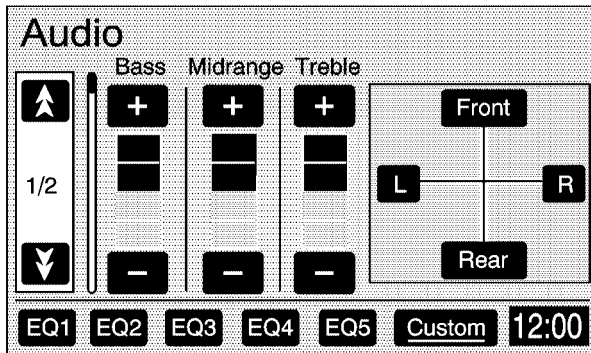 Audio
Bass Midrange Treble
+ + +
Front
1/2
L R
Rear
− − −
EQ1 EQ2 EQ3 EQ4 EQ5 Custom 12:00